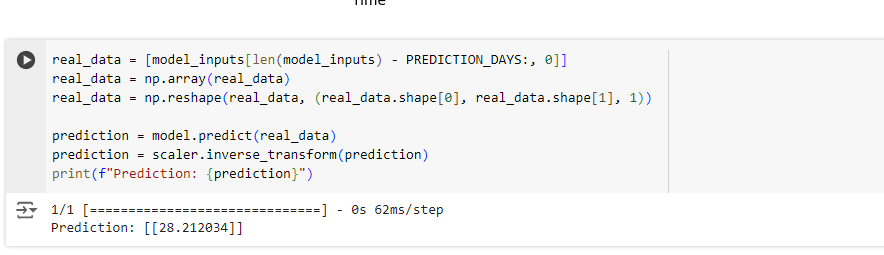 Time
real_data = [model_inputs[len(model_inputs) - PREDICTION_DAYS:, 0]]
real_data = np.array(real_data)
real_data = np.reshape(real_data, (real_data.shape[0], real_data.shape[1], 1))
prediction = model.predict(real_data)
prediction = scaler.inverse_transform(prediction)
print(f"Prediction: {prediction}")
1/1 [==============================] - 0s 62ms/step
Prediction: [[28.212034]]